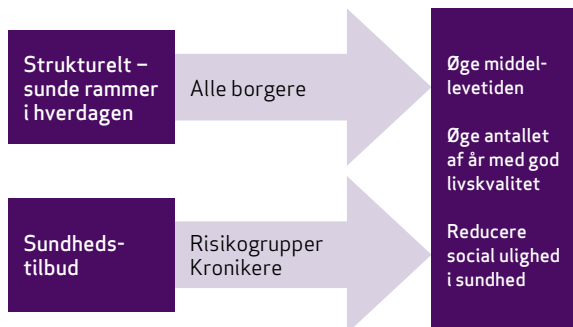 Strukturelt –
sunde rammer
i hverdagen
Alle borgere
Sundheds-
tilbud
Risikogrupper
Kronikere
Øge middel-
levetiden
Øge antallet
af år med god
livskvalitet
Reducere
social ulighed
i sundhed